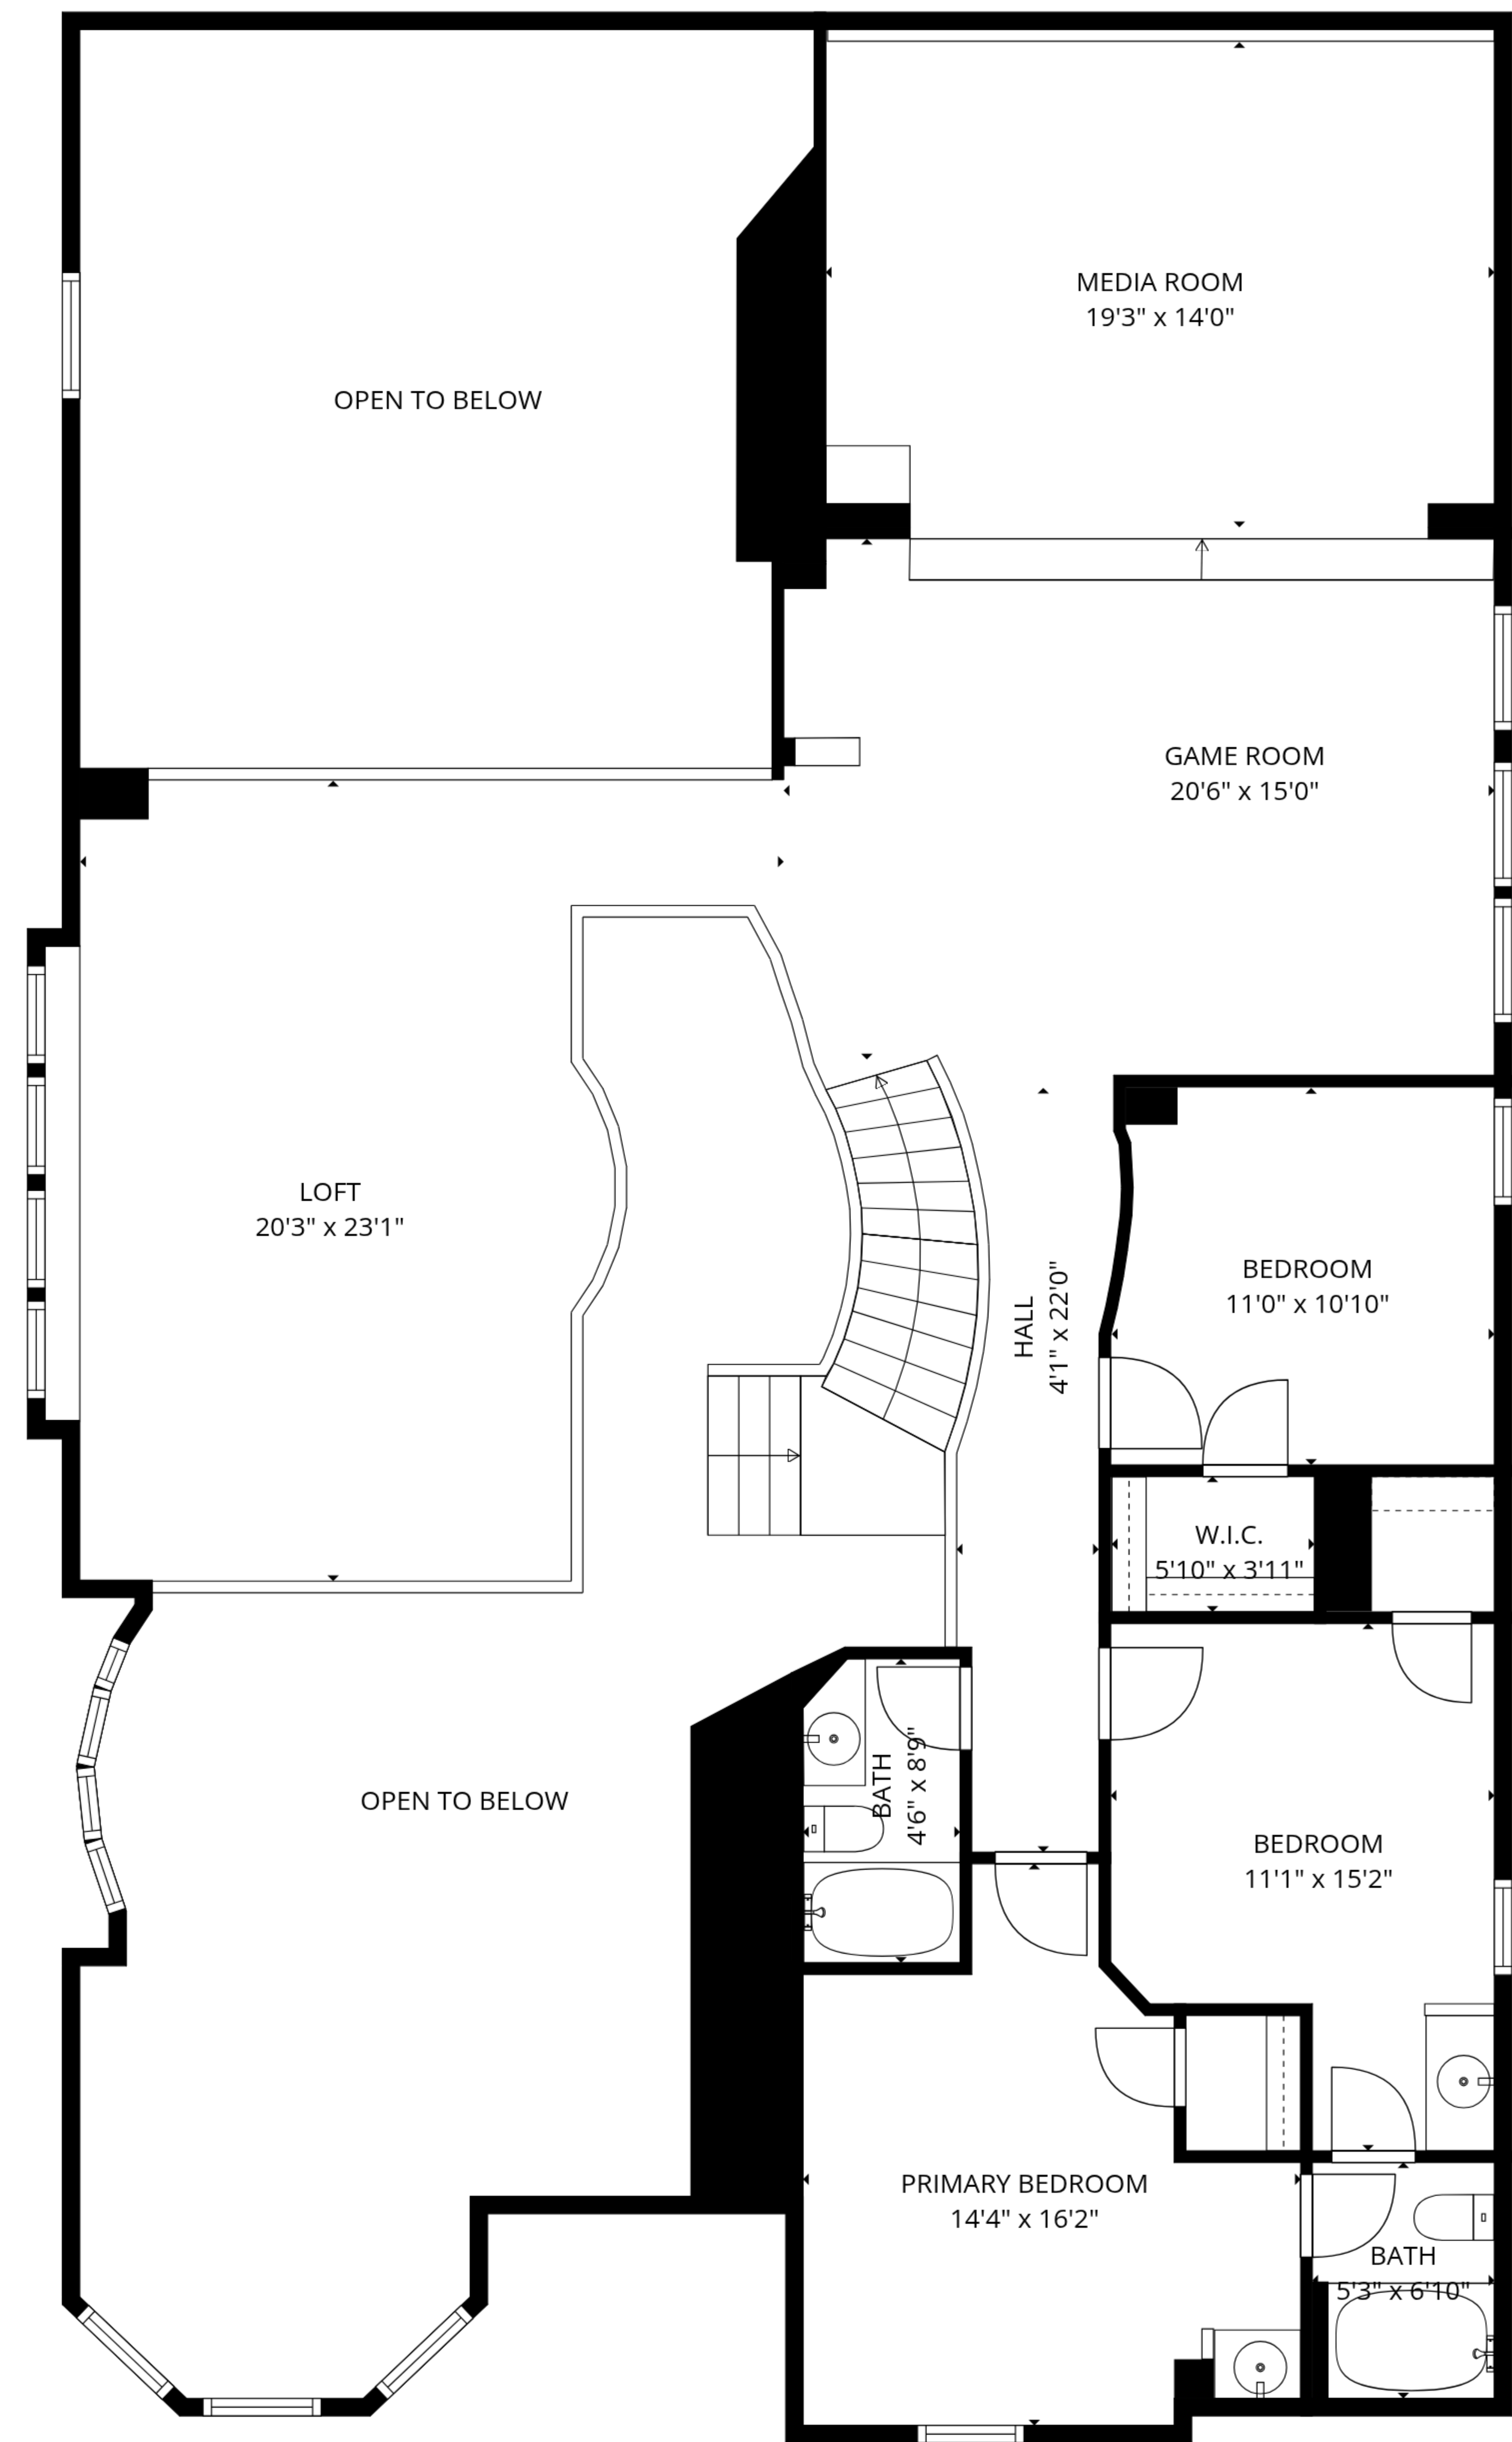 MEDIA ROOM
19'3" x 14'0"
OPEN TO BELOW
GAME ROOM
20'6" x 15'0"
LOFT
20'3" x 23'1"
HALL
4'1" x 22'0"
BEDROOM
11'0" x 10'10"
W.I.C.
5'10" x 3'11"
OPEN TO BELOW
BATH
4'6" x 8'9"
BEDROOM
11'1" x 15'2"
PRIMARY BEDROOM
14'4" x 16'2"
BATH
5'3" x 6'10"